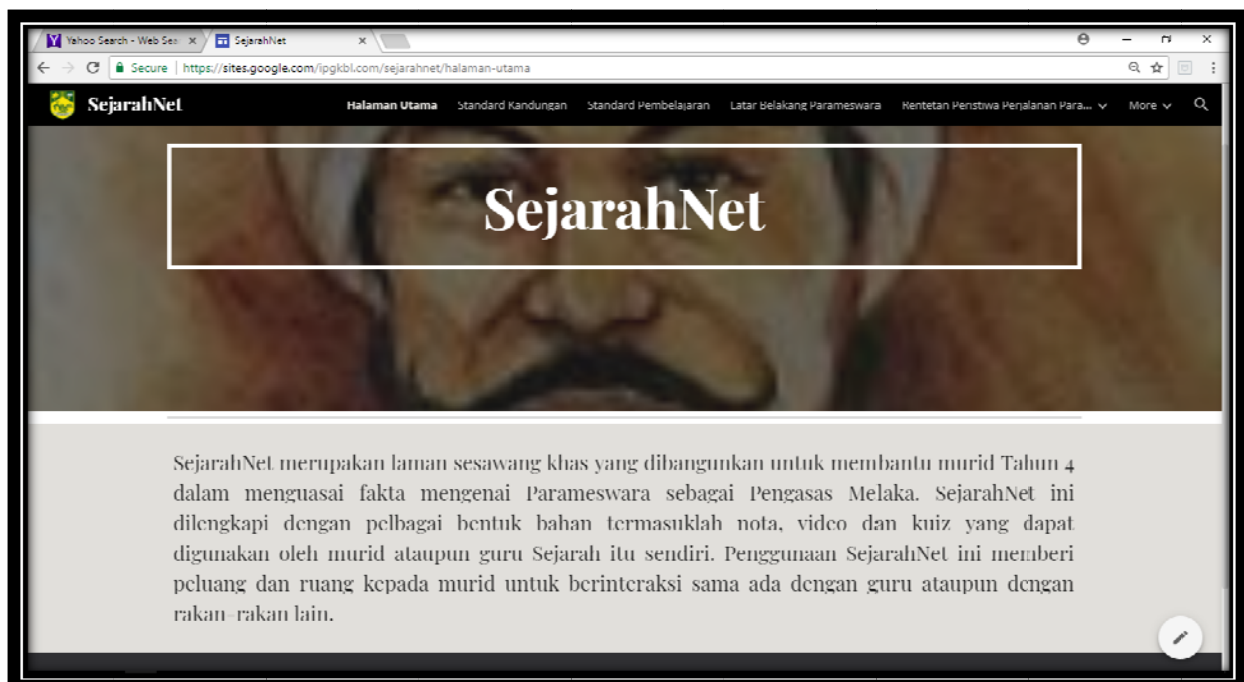 Yahoo Search - Web Sea
SejarahNet
Secure | https://sites.google.com/ipgkbl.com/sejarahnet/halaman-utama
SejarahNet Halaman Utama Standard Kandungan Standard Pembelajaran Latar Belakang Parameswara Rentetan Peristiwa Perjalanan Para... More
SejarahNet
SejarahNet merupakan laman sesawang khas yang dibangunkan untuk membantu murid Tahun 4
dalam menguasai fakta mengenai Parameswara sebagai Pengasas Melaka. SejarahNet ini
dilengkapi dengan pelbagai bentuk bahan termasuklah nota, video dan kuiz yang dapat
digunakan oleh murid ataupun guru Sejarah itu sendiri. Penggunaan SejarahNet ini memberi
peluang dan ruang kepada murid untuk berinteraksi sama ada dengan guru ataupun dengan
rakan-rakan lain.